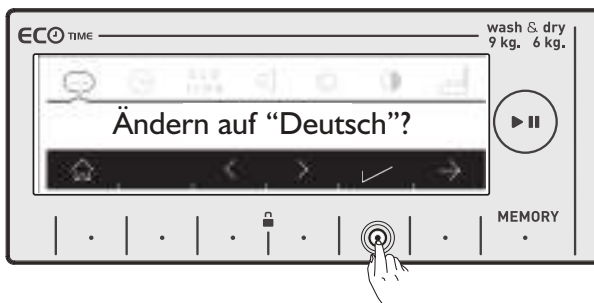 ECO TIME
wash & dry
9 kg. 6 kg.
Ändern auf “Deutsch”?
MEMORY